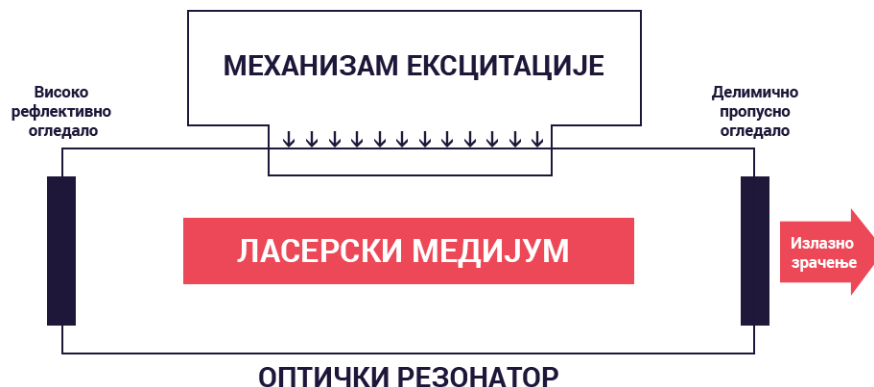 МЕХАНИЗАМ ЕКСЦИТАЦИЈЕ
Високо
рефлективно
огледало
Делимично
пропусно
огледало
ЛАСЕРСКИ МЕДИЈУМ
Излазно
зрачење
ОПТИЧКИ РЕЗОНАТОР